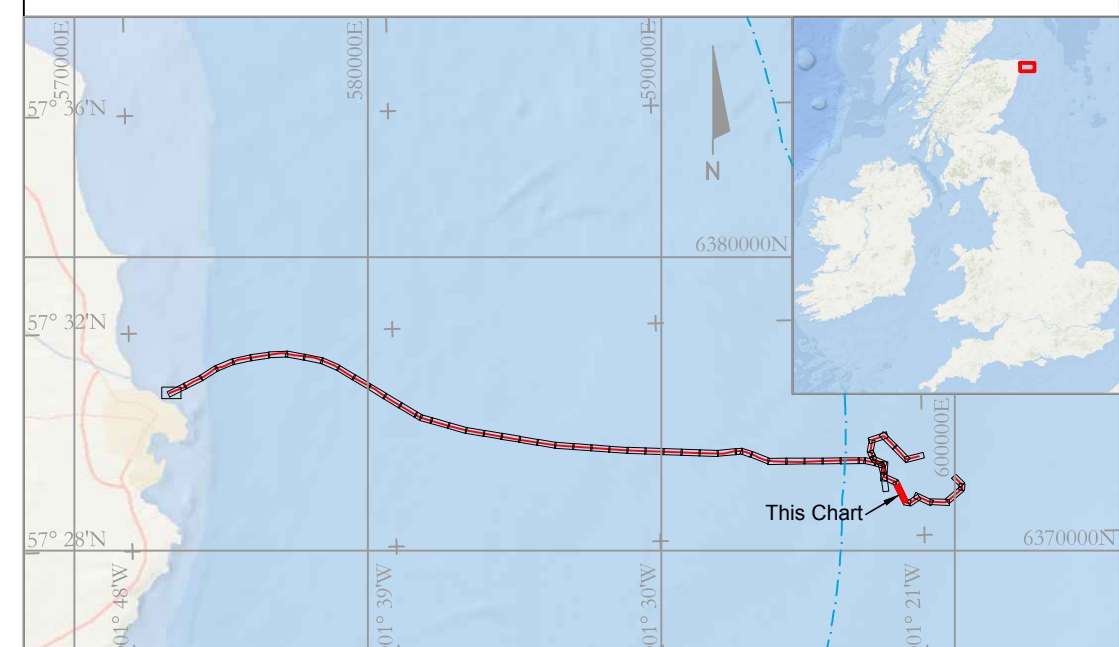 570000E
580000E
590000E
57° 36'N
N
6380000N
57° 32'N
600000E
This Chart
57° 28'N
6370000N
01° 48'W
01° 39'W
01° 30'W
01° 21'W